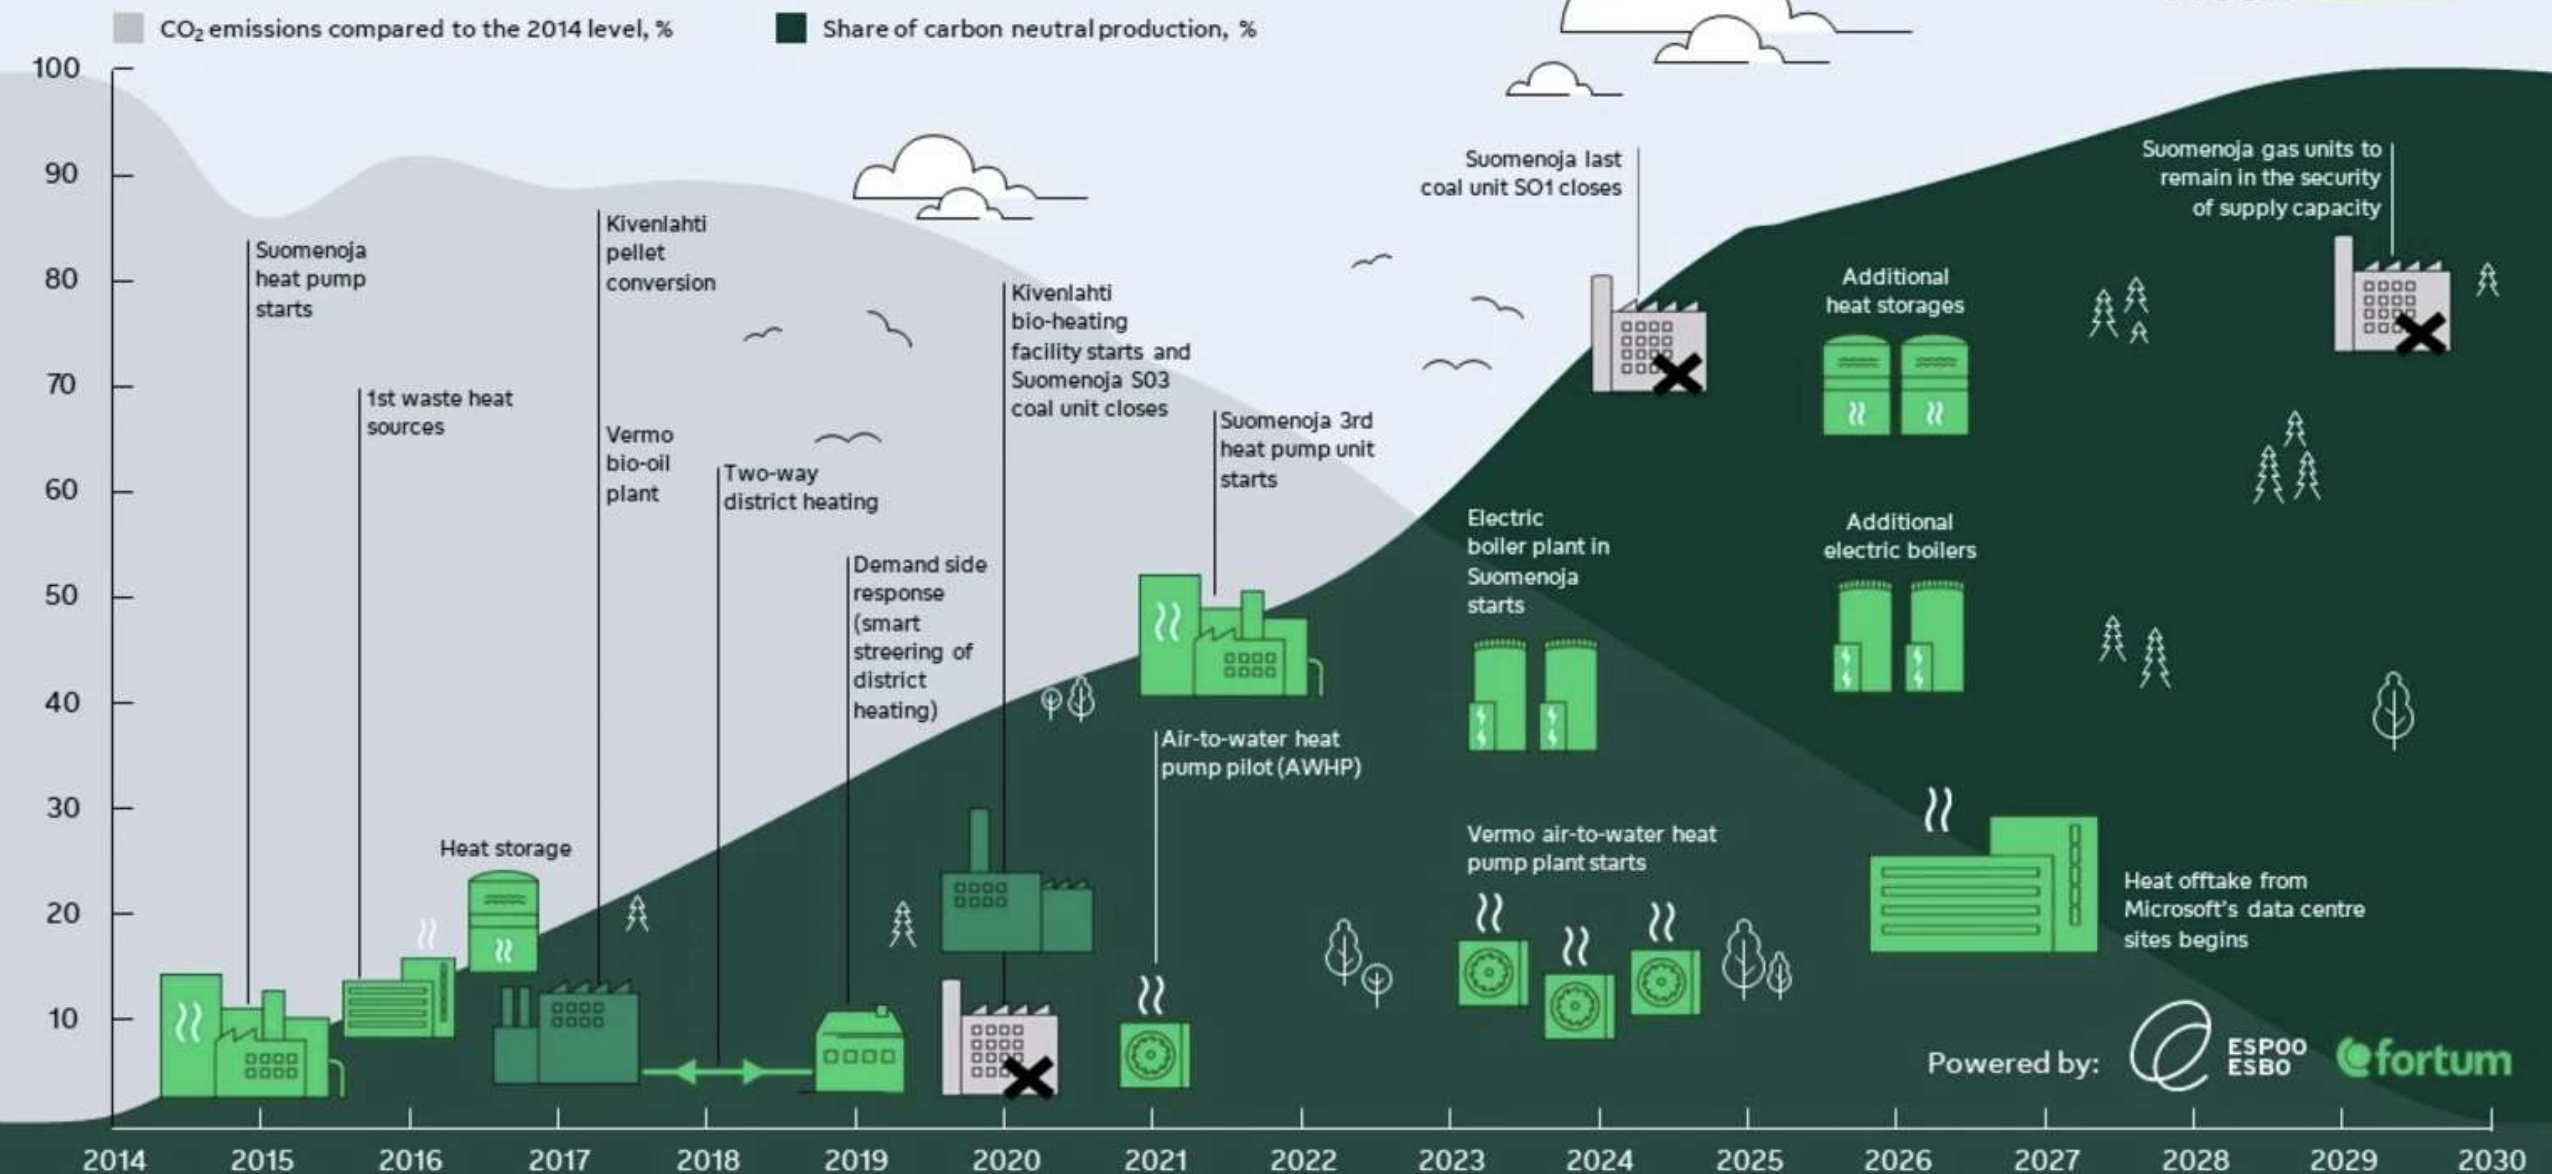 CO₂ emissions compared to the 2014 level, %
Share of carbon neutral production, %
100
90
80
70
60
50
40
30
20
10
Suomenoja
heat pump
starts
1st waste heat
sources
Heat storage
Kivenlahti
pellet
conversion
Vermo
bio-oil
plant
Two-way
district heating
Demand side
response
(smart
streering of
district
heating)
Kivenlahti
bio-heating
facility starts and
Suomenoja S03
coal unit closes
Suomenoja 3rd
heat pump unit
starts
Air-to-water heat
pump pilot (AWHP)
Suomenoja last
coal unit SO1 closes
Electric
boiler plant in
Suomenoja
starts
Vermo air-to-water heat
pump plant starts
Additional
heat storages
Additional
electric boilers
Suomenoja gas units to
remain in the security
of supply capacity
Heat offtake from
Microsoft's data centre
sites begins
Powered by:
ESPOO
ESBO
fortum
2014 2015 2016 2017 2018 2019 2020 2021 2022 2023 2024 2025 2026 2027 2028 2029 2030